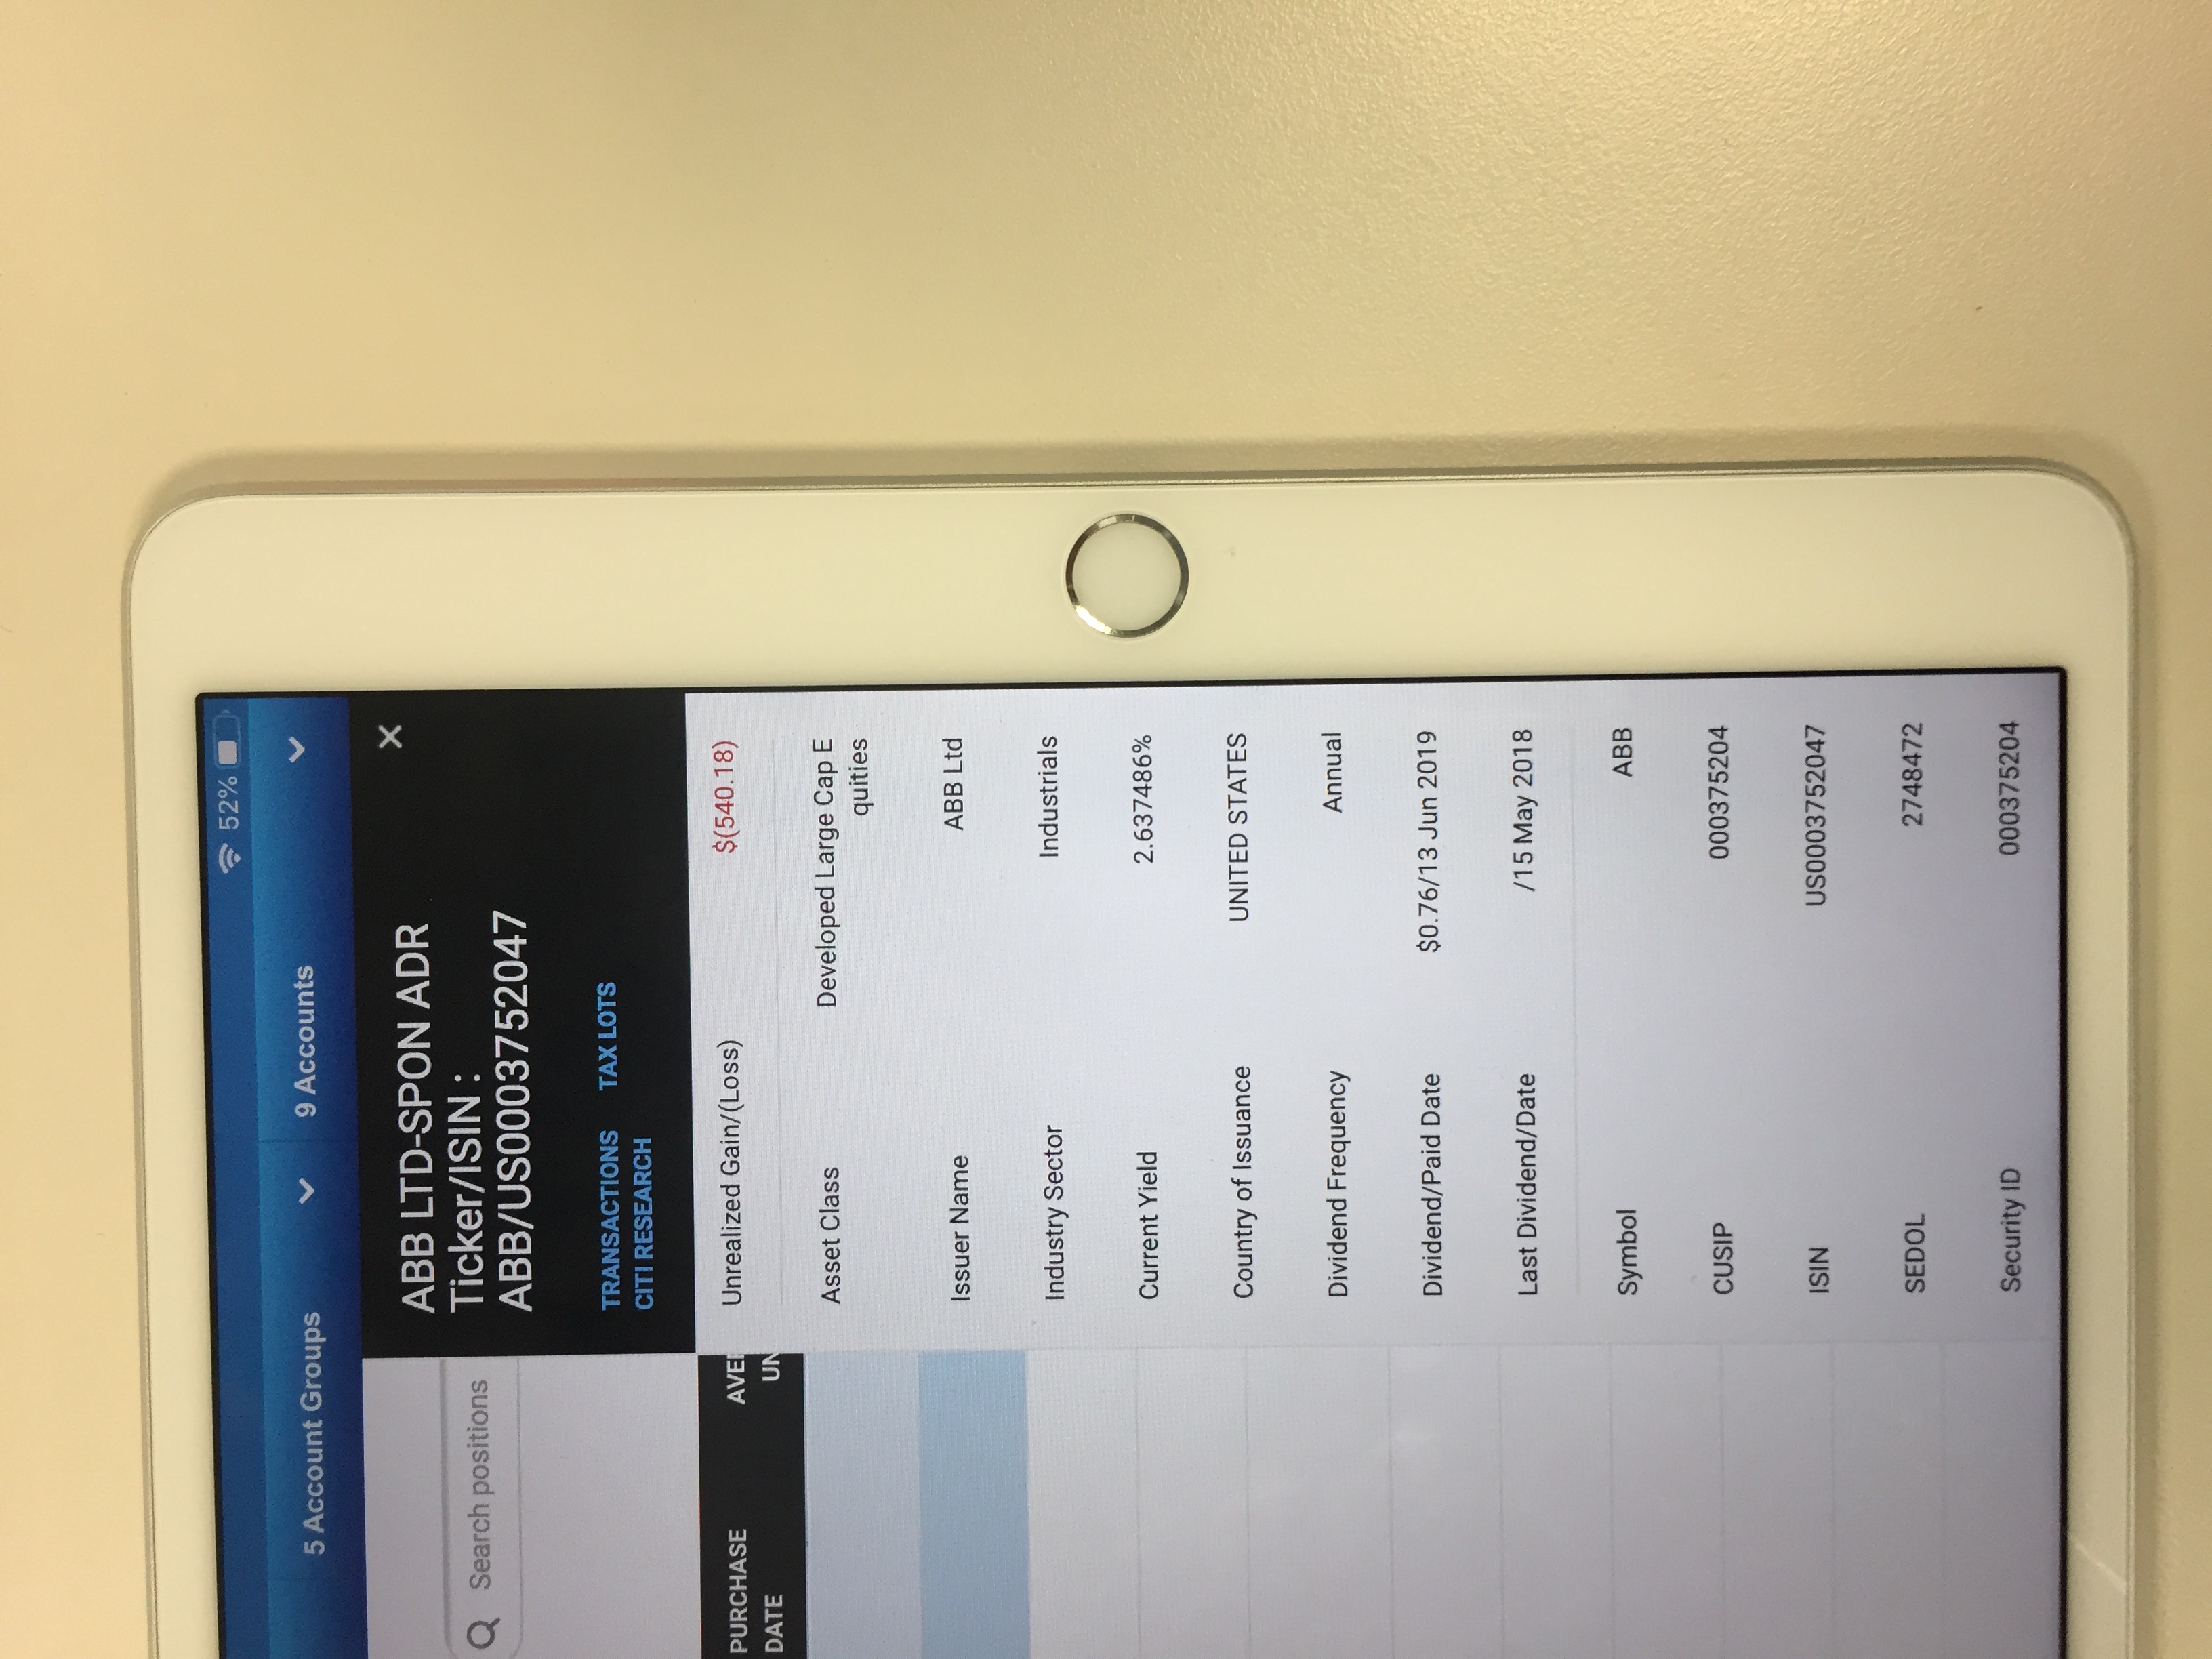 52%
5 Account Groups
9 Accounts
Search positions
PURCHASE
DATE
AVE
UN
ABB LTD-SPON ADR
Ticker/ISIN :
ABB/US0003752047
TRANSACTIONS TAX LOTS
CITI RESEARCH
Unrealized Gain/(Loss) $(540.18)
Asset Class Developed Large Cap E
quities
Issuer Name ABB Ltd
Industry Sector Industrials
Current Yield 2.637486%
Country of Issuance UNITED STATES
Dividend Frequency Annual
Dividend/Paid Date $0.76/13 Jun 2019
Last Dividend/Date /15 May 2018
Symbol ABB
CUSIP 000375204
ISIN US0003752047
SEDOL 2748472
Security ID 000375204